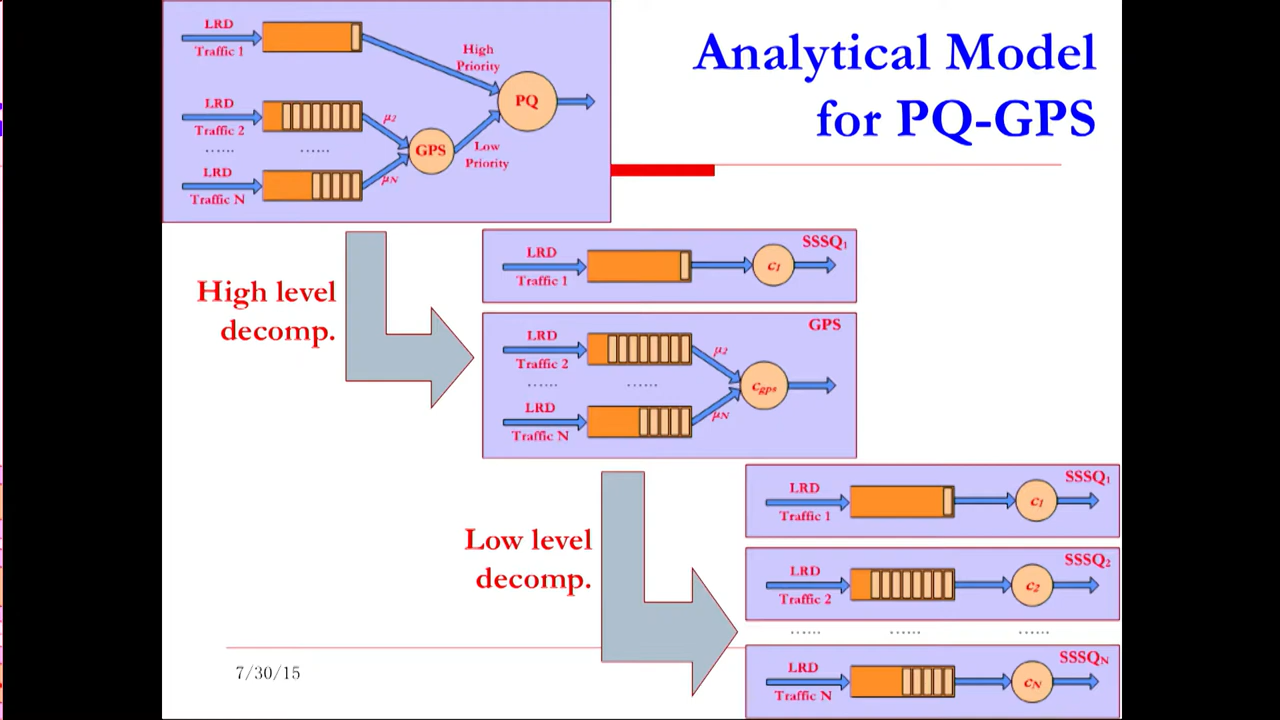 Analytical Model
for PQ-GPS
LRD
Traffic 1
High
Priority
PQ
LRD
Traffic 2
μ2
......
......
GPS
Low
Priority
LRD
Traffic N
μN
High level
decomp.
SSSQ1
LRD
Traffic 1
c1
GPS
LRD
Traffic 2
μ2
......
......
cgps
LRD
Traffic N
μN
Low level
decomp.
SSSQ1
LRD
Traffic 1
c1
SSSQ2
LRD
Traffic 2
c2
......
......
......
SSSQN
LRD
Traffic N
cN
7/30/15